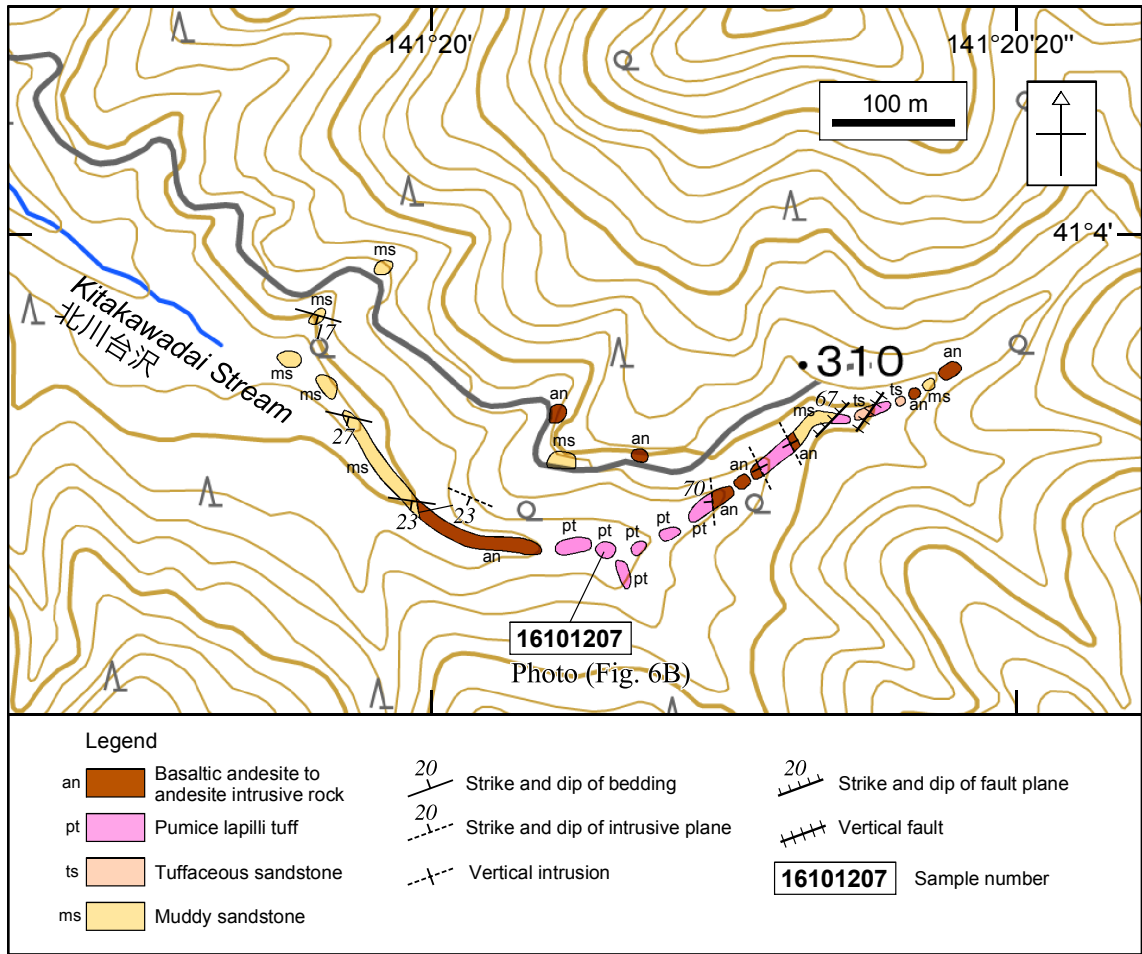 141°20'
141°20'20"
100 m
41°4'
ms
ms
17
Kitakawadai Stream
北川台沢
ms
ms
27
ms
23
23
an
an
ms
an
pt
pt
pt
pt
pt
pt
70
an
an
an
ms
67
ts
ts
an
ms
an
310
16101207
Photo (Fig. 6B)
Legend
an Basaltic andesite to
andesite intrusive rock
pt Pumice lapilli tuff
ts Tuffaceous sandstone
ms Muddy sandstone
20 Strike and dip of bedding
20 Strike and dip of intrusive plane
Vertical intrusion
20 Strike and dip of fault plane
Vertical fault
16101207 Sample number